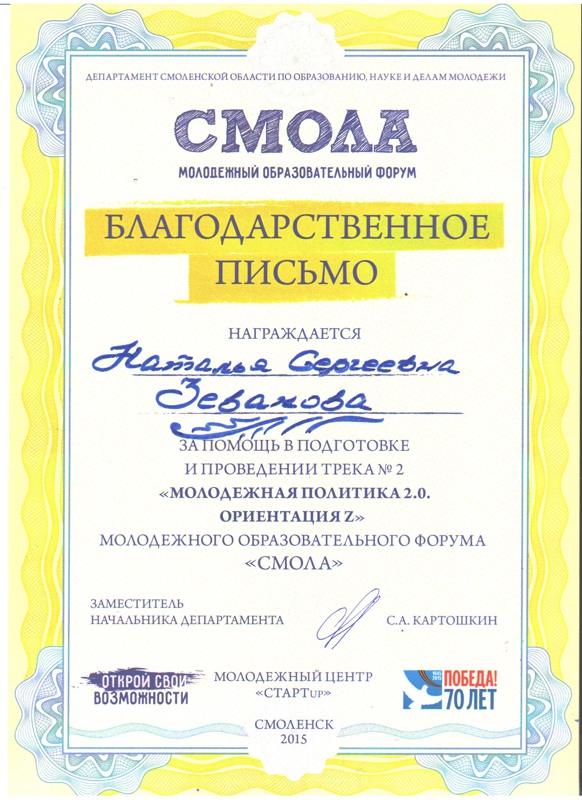 ДЕПАРТАМЕНТ СМОЛЕНСКОЙ ОБЛАСТИ ПО ОБРАЗОВАНИЮ, НАУКЕ И ДЕЛАМ МОЛОДЕЖИ
СМОЛА
МОЛОДЕЖНЫЙ ОБРАЗОВАТЕЛЬНЫЙ ФОРУМ
БЛАГОДАРСТВЕННОЕ
ПИСЬМО
НАГРАЖДАЕТСЯ
Наталья Сергеевна
Зевакова
ЗА ПОМОЩЬ В ПОДГОТОВКЕ
И ПРОВЕДЕНИИ ТРЕКА № 2
«МОЛОДЕЖНАЯ ПОЛИТИКА 2.0.
ОРИЕНТАЦИЯ Z»
МОЛОДЕЖНОГО ОБРАЗОВАТЕЛЬНОГО ФОРУМА
«СМОЛА»
ЗАМЕСТИТЕЛЬ
НАЧАЛЬНИКА ДЕПАРТАМЕНТА
С.А. КАРТОШКИН
ОТКРОЙ СВОИ
ВОЗМОЖНОСТИ
МОЛОДЕЖНЫЙ ЦЕНТР
«СТАРТUP»
ПОБЕДА!
70 ЛЕТ
СМОЛЕНСК
2015